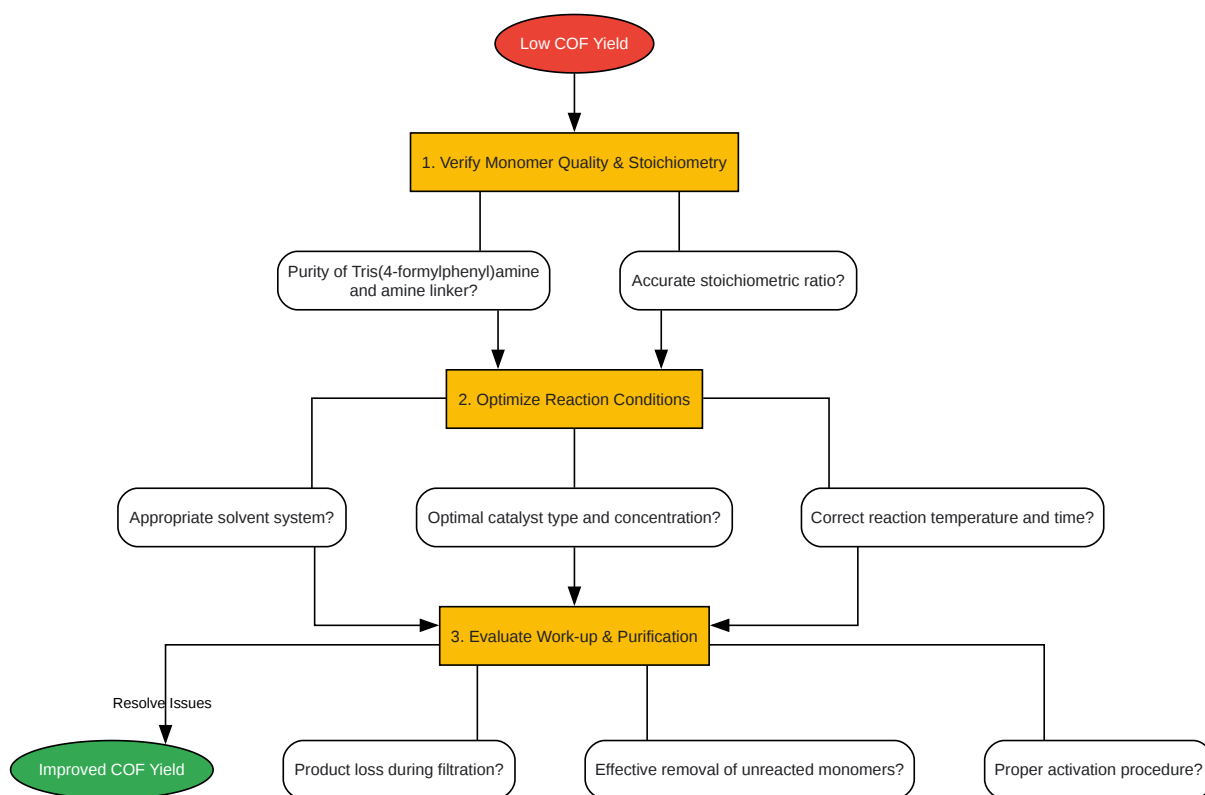 Low COF Yield
1. Verify Monomer Quality & Stoichiometry
Purity of Tris(4-formylphenyl)amine
and amine linker?
Accurate stoichiometric ratio?
2. Optimize Reaction Conditions
Appropriate solvent system?
Optimal catalyst type and concentration?
Correct reaction temperature and time?
3. Evaluate Work-up & Purification
Resolve Issues
Improved COF Yield
Product loss during filtration?
Effective removal of unreacted monomers?
Proper activation procedure?